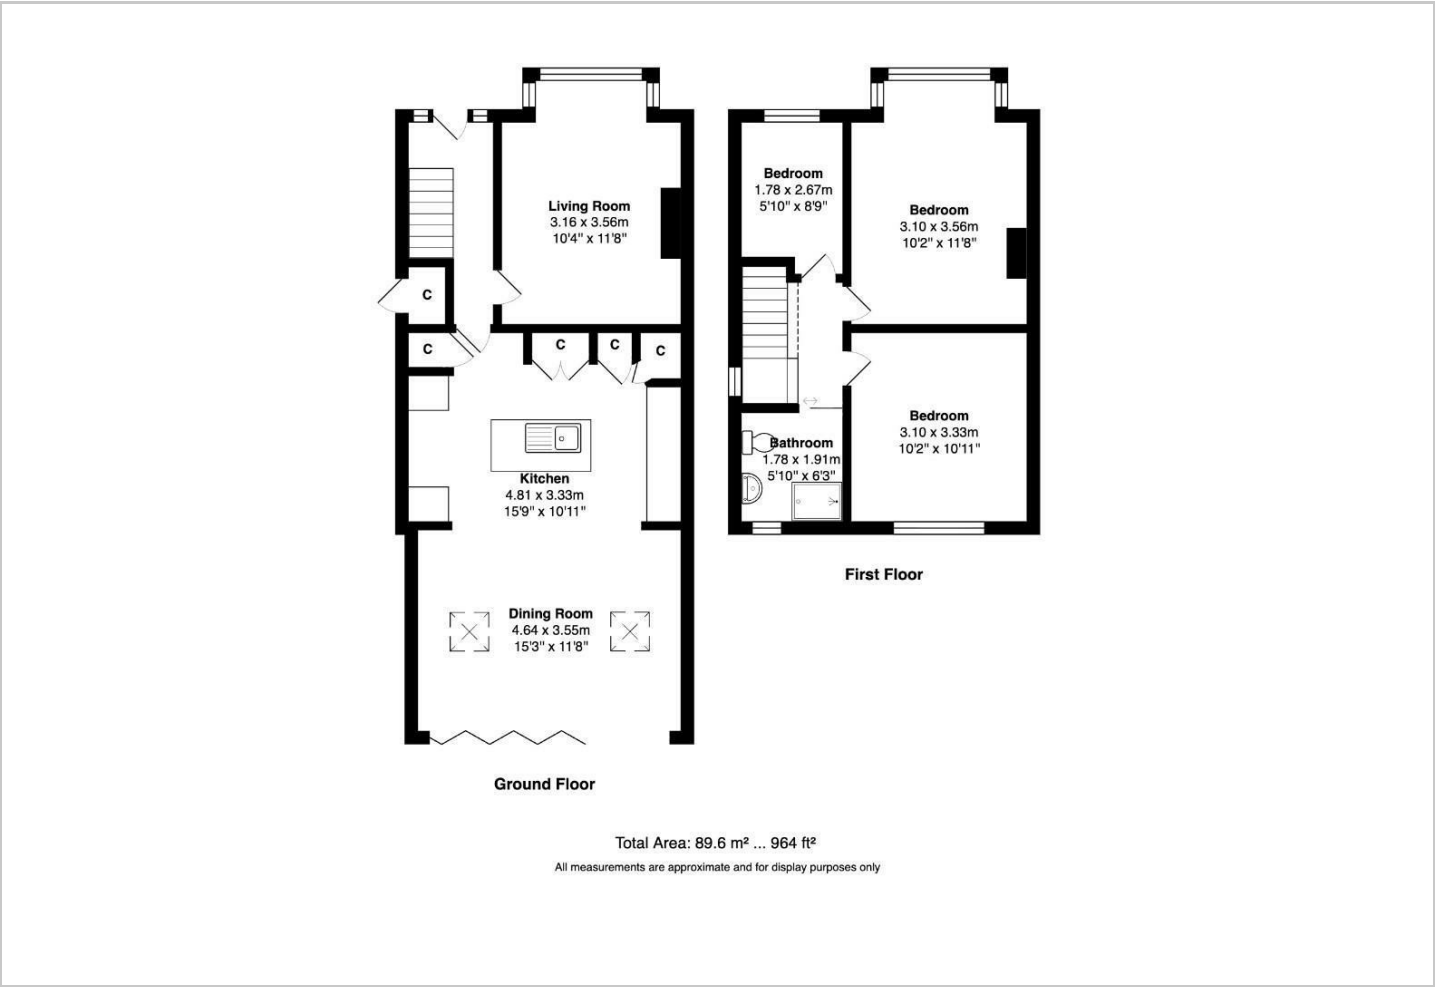 Living Room
3.16 x 3.56m
10'4" x 11'8"
C
C
C
C
C
Kitchen
4.81 x 3.33m
15'9" x 10'11"
Dining Room
4.64 x 3.55m
15'3" x 11'8"
Ground Floor
Bedroom
1.78 x 2.67m
5'10" x 8'9"
Bedroom
3.10 x 3.56m
10'2" x 11'8"
Bedroom
3.10 x 3.33m
10'2" x 10'11"
Bathroom
1.78 x 1.91m
5'10" x 6'3"
First Floor
Total Area: 89.6 m² ... 964 ft²
All measurements are approximate and for display purposes only